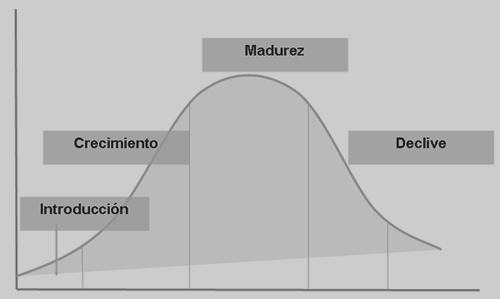 Madurez
Crecimiento
Declive
Introducción